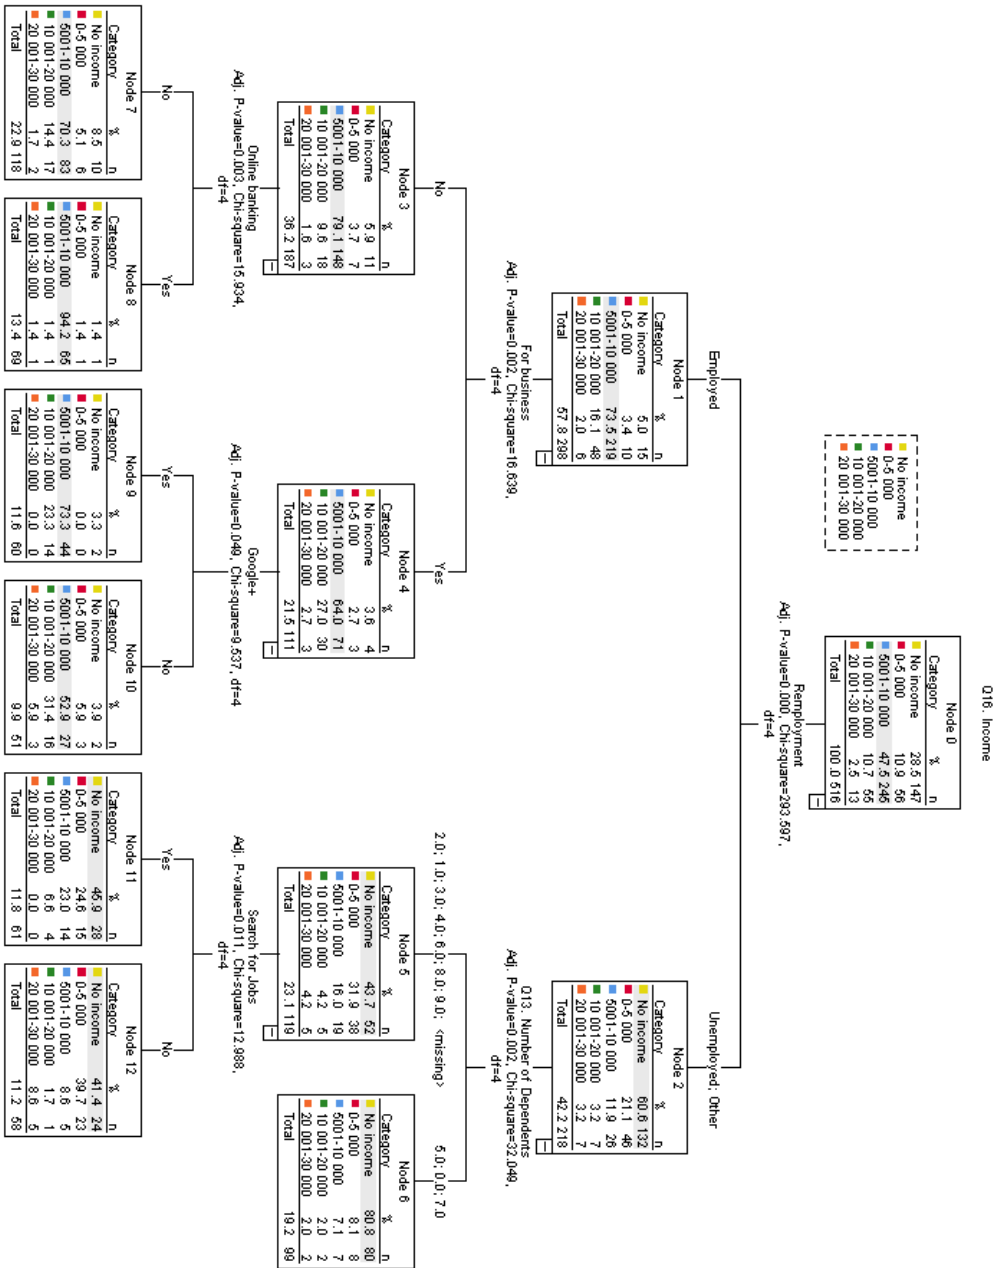 Q16. Income
Node 0
Category % n
No income 28.5 147
0-5 000 10.9 56
5001-10 000 47.5 245
10 001-20 000 10.7 55
20 001-30 000 2.5 13
Total 100.0 516
No income
0-5 000
5001-10 000
10 001-20 000
20 001-30 000
Remployment
Adj. P-value=0.000, Chi-square=293.597,
df=4
Employed
Unemployed; Other
Node 1
Category % n
No income 5.0 15
0-5 000 3.4 10
5001-10 000 73.5 219
10 001-20 000 16.1 48
20 001-30 000 2.0 6
Total 57.8 298
For business
Adj. P-value=0.002, Chi-square=16.639,
df=4
Node 2
Category % n
No income 60.6 132
0-5 000 21.1 46
5001-10 000 11.9 26
10 001-20 000 3.2 7
20 001-30 000 3.2 7
Total 42.2 218
Q13. Number of Dependents
Adj. P-value=0.002, Chi-square=32.049,
df=4
No
Yes
2.0; 1.0; 3.0; 4.0; 6.0; 8.0; 9.0; <missing>
5.0; 0.0; 7.0
Node 3
Category % n
No income 5.9 11
0-5 000 3.7 7
5001-10 000 79.1 148
10 001-20 000 9.6 18
20 001-30 000 1.6 3
Total 36.2 187
Online banking
Adj. P-value=0.003, Chi-square=15.934,
df=4
Node 4
Category % n
No income 3.6 4
0-5 000 2.7 3
5001-10 000 64.0 71
10 001-20 000 27.0 30
20 001-30 000 2.7 3
Total 21.5 111
Google+
Adj. P-value=0.049, Chi-square=9.537, df=4
Node 5
Category % n
No income 43.7 52
0-5 000 31.9 38
5001-10 000 16.0 19
10 001-20 000 4.2 5
20 001-30 000 4.2 5
Total 23.1 119
Search for Jobs
Adj. P-value=0.011, Chi-square=12.988,
df=4
Node 6
Category % n
No income 80.8 80
0-5 000 8.1 8
5001-10 000 7.1 7
10 001-20 000 2.0 2
20 001-30 000 2.0 2
Total 19.2 99
No
Yes
Yes
No
Yes
No
Node 7
Category % n
No income 8.5 10
0-5 000 5.1 6
5001-10 000 70.3 83
10 001-20 000 14.4 17
20 001-30 000 1.7 2
Total 22.9 118
Node 8
Category % n
No income 1.4 1
0-5 000 1.4 1
5001-10 000 94.2 65
10 001-20 000 1.4 1
20 001-30 000 1.4 1
Total 13.4 69
Node 9
Category % n
No income 3.3 2
0-5 000 0.0 0
5001-10 000 73.3 44
10 001-20 000 23.3 14
20 001-30 000 0.0 0
Total 11.6 60
Node 10
Category % n
No income 3.9 2
0-5 000 5.9 3
5001-10 000 52.9 27
10 001-20 000 31.4 16
20 001-30 000 5.9 3
Total 9.9 51
Node 11
Category % n
No income 45.9 28
0-5 000 24.6 15
5001-10 000 23.0 14
10 001-20 000 6.6 4
20 001-30 000 0.0 0
Total 11.8 61
Node 12
Category % n
No income 41.4 24
0-5 000 39.7 23
5001-10 000 8.6 5
10 001-20 000 1.7 1
20 001-30 000 8.6 5
Total 11.2 58